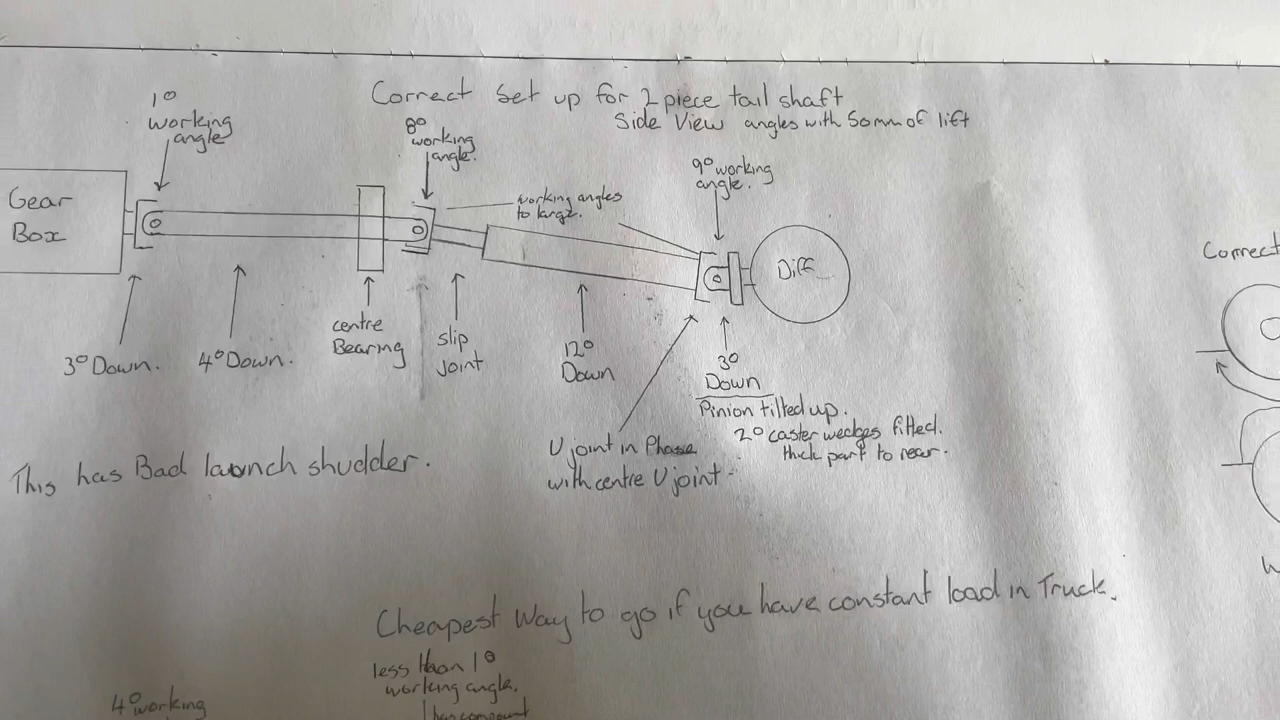 Correct Set up for 2 piece tail shaft
Side View angles with 50mm of lift
1°
working
angle
8°
working
angle.
9° working
angle.
working angles
to large.
Gear
Box
Diff
Correct
centre
Bearing
slip
Joint
3° Down.
4° Down.
12°
Down
3°
Down
Pinion tilted up.
2° caster wedges fitted.
thick part to rear.
U joint in Phase
with centre U joint
This has Bad launch shudder.
Cheapest Way to go if you have constant load in Truck.
less than 1°
working angle.
4° working